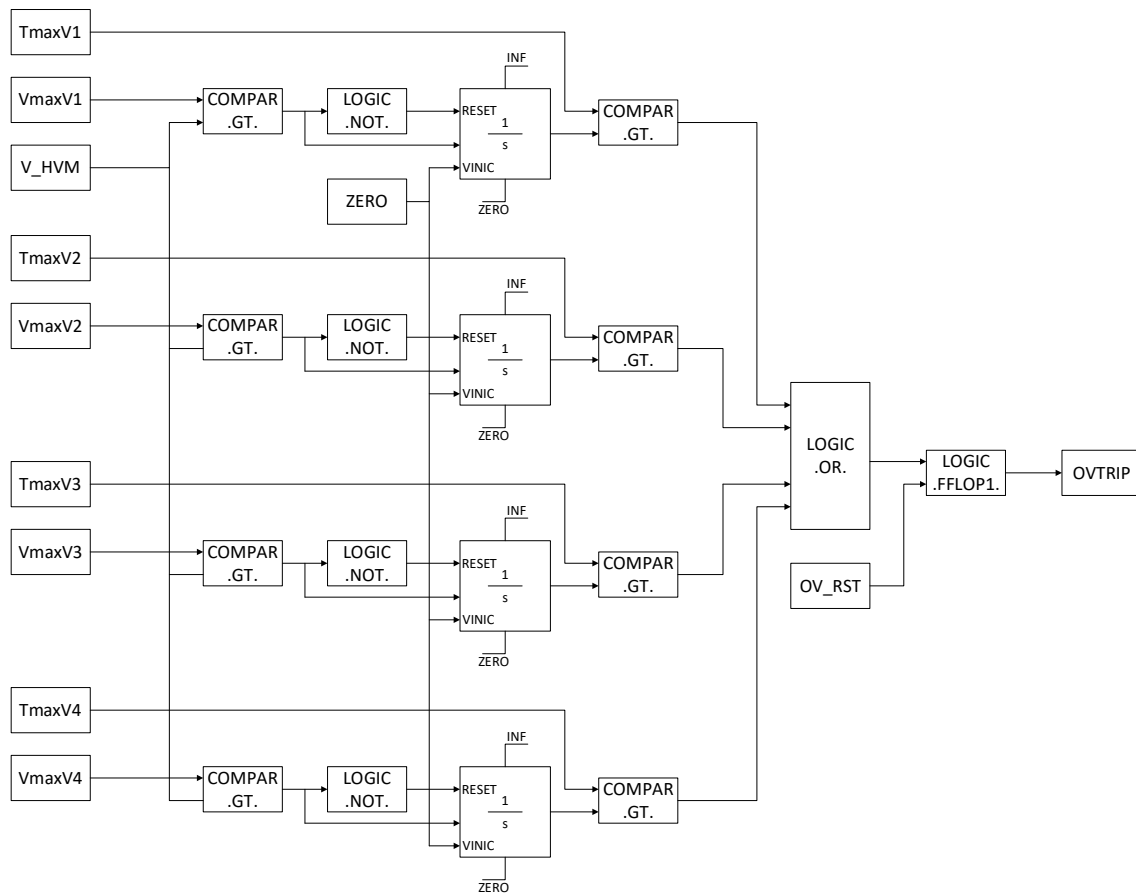 TmaxV1
INF
VmaxV1
COMPAR
.GT.
LOGIC
.NOT.
RESET
1
s
VINIC
COMPAR
.GT.
V_HVM
ZERO
ZERO
TmaxV2
INF
VmaxV2
COMPAR
.GT.
LOGIC
.NOT.
RESET
1
s
VINIC
COMPAR
.GT.
ZERO
LOGIC
.OR.
LOGIC
.FFLOP1.
OVTRIP
TmaxV3
INF
VmaxV3
COMPAR
.GT.
LOGIC
.NOT.
RESET
1
s
VINIC
COMPAR
.GT.
OV_RST
ZERO
TmaxV4
INF
VmaxV4
COMPAR
.GT.
LOGIC
.NOT.
RESET
1
s
VINIC
COMPAR
.GT.
ZERO